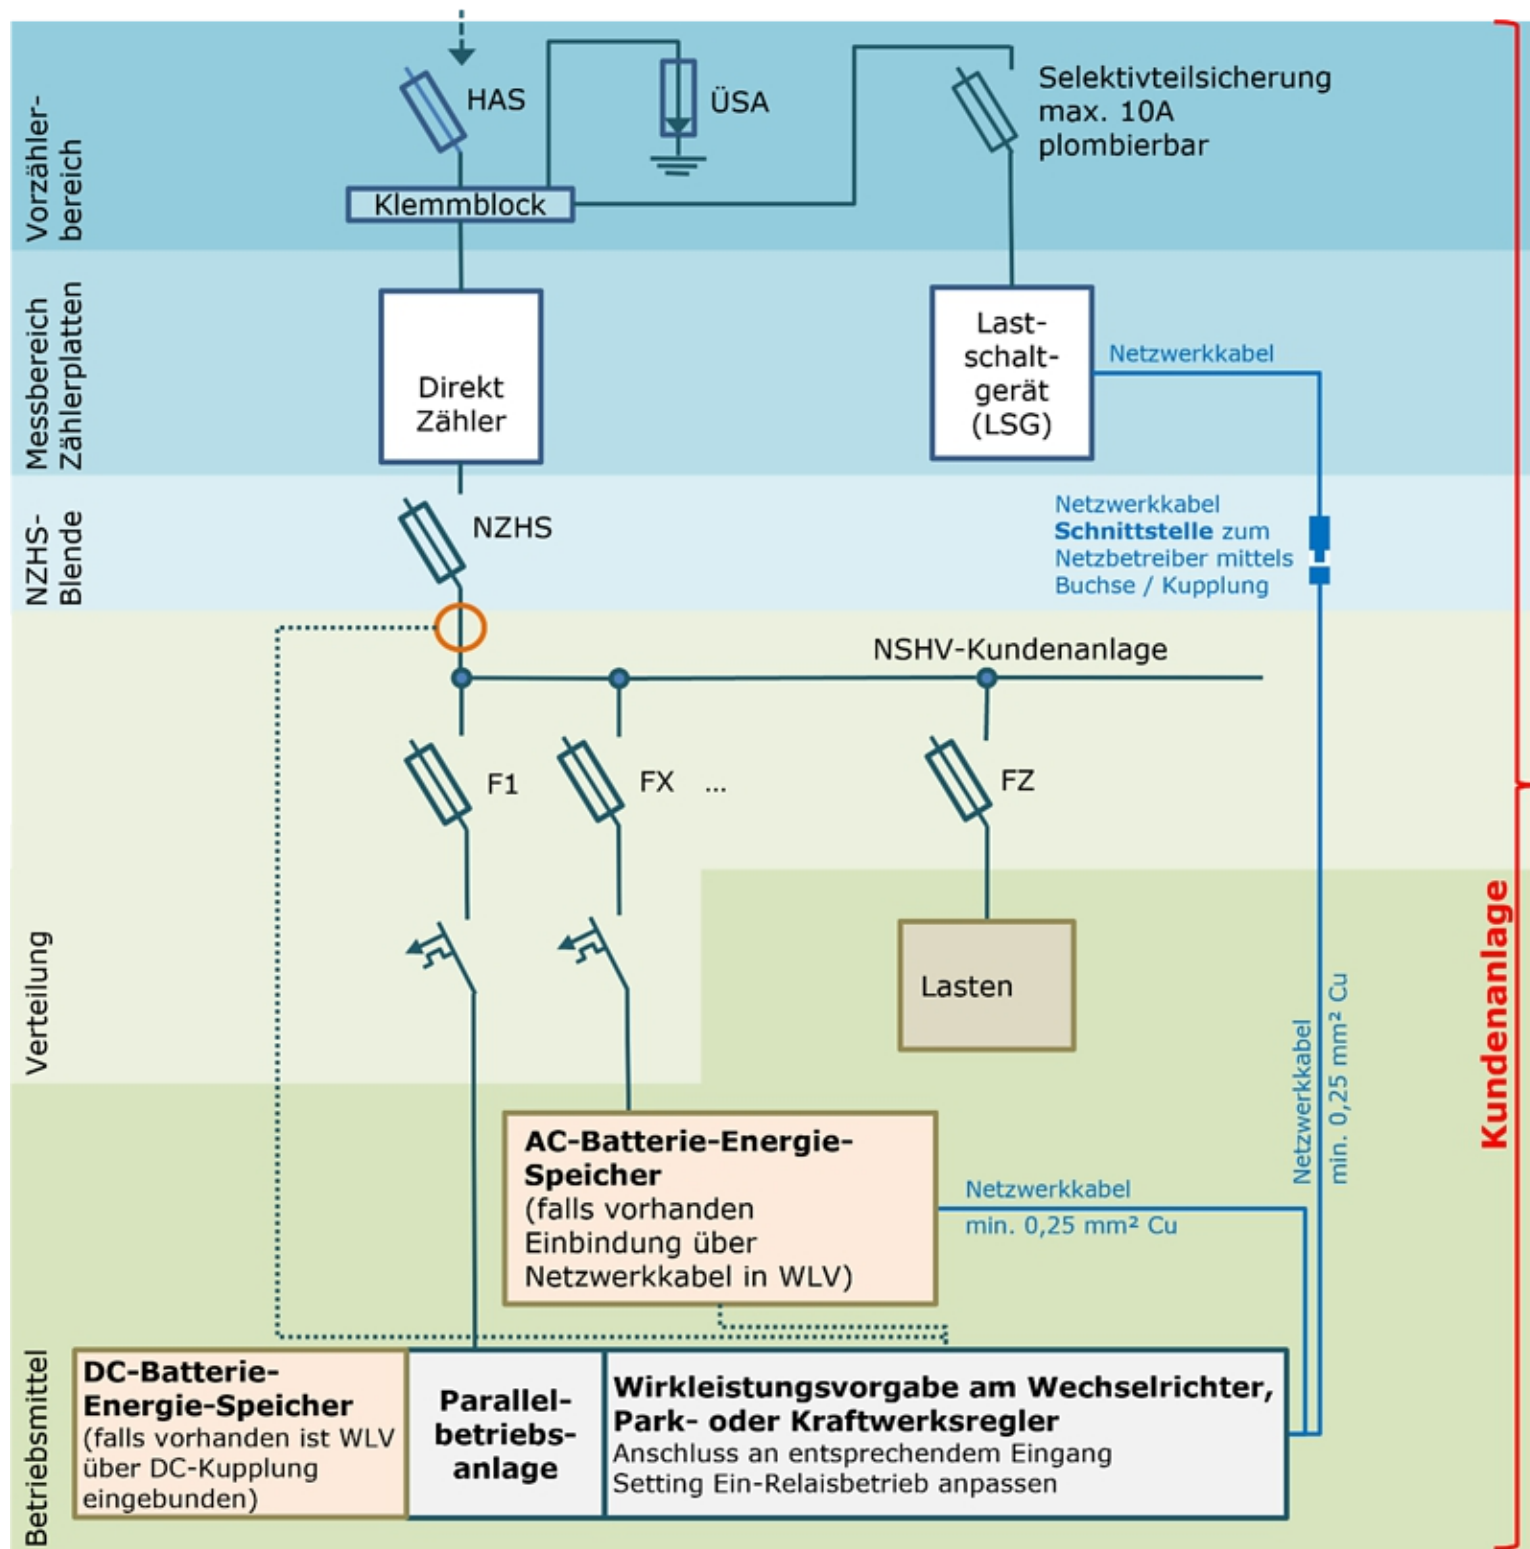 HAS
ÜSA
Selektivteilsicherung
max. 10A
plombierbar
Vorzähler-
bereich
Klemmblock
Messbereich
Zählerplatten
Direkt
Zähler
Last-
schalt-
gerät
(LSG)
Netzwerkkabel
NZHS-
Blende
NZHS
Netzwerkkabel
Schnittstelle zum
Netzbetreiber mittels
Buchse / Kupplung
NSHV-Kundenanlage
F1
FX ...
FZ
Verteilung
Lasten
Netzwerkkabel
min. 0,25 mm² Cu
Kundenanlage
AC-Batterie-Energie-
Speicher
(falls vorhanden
Einbindung über
Netzwerkkabel in WLV)
Netzwerkkabel
min. 0,25 mm² Cu
Betriebsmittel
DC-Batterie-
Energie-Speicher
(falls vorhanden ist WLV
über DC-Kupplung
eingebunden)
Parallel-
betriebs-
anlage
Wirkleistungsvorgabe am Wechselrichter,
Park- oder Kraftwerksregler
Anschluss an entsprechendem Eingang
Setting Ein-Relaisbetrieb anpassen